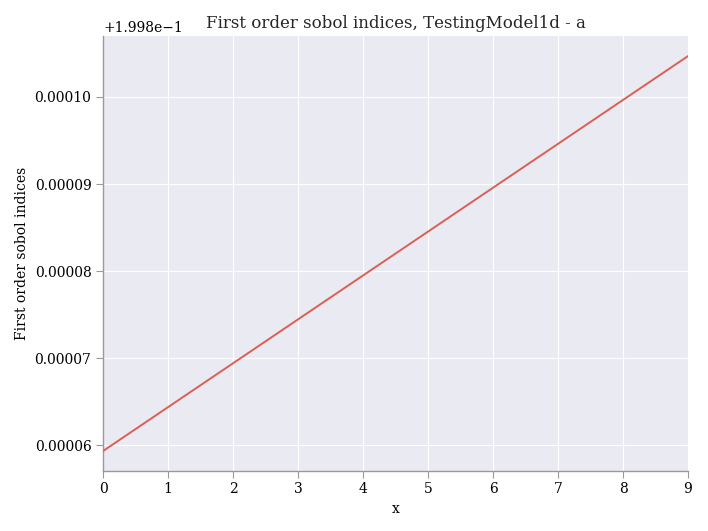 First order sobol indices, TestingModel1d - a
+1.998e−1
0.00010
0.00009
0.00008
0.00007
0.00006
First order sobol indices
0 1 2 3 4 5 6 7 8 9
x